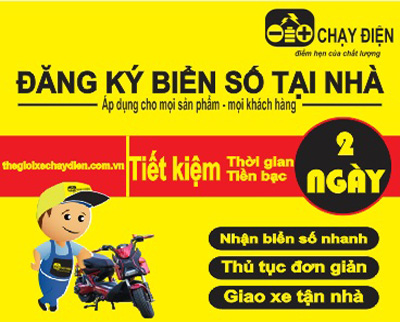 CHẠY ĐIỆN
điểm hẹn của chất lượng
ĐĂNG KÝ BIỂN SỐ TẠI NHÀ
Áp dụng cho mọi sản phẩm - mọi khách hàng
thegioixechaydien.com.vn
Tiết kiệm
Thời gian
Tiền bạc
2
NGÀY
Nhận biển số nhanh
Thủ tục đơn giản
Giao xe tận nhà